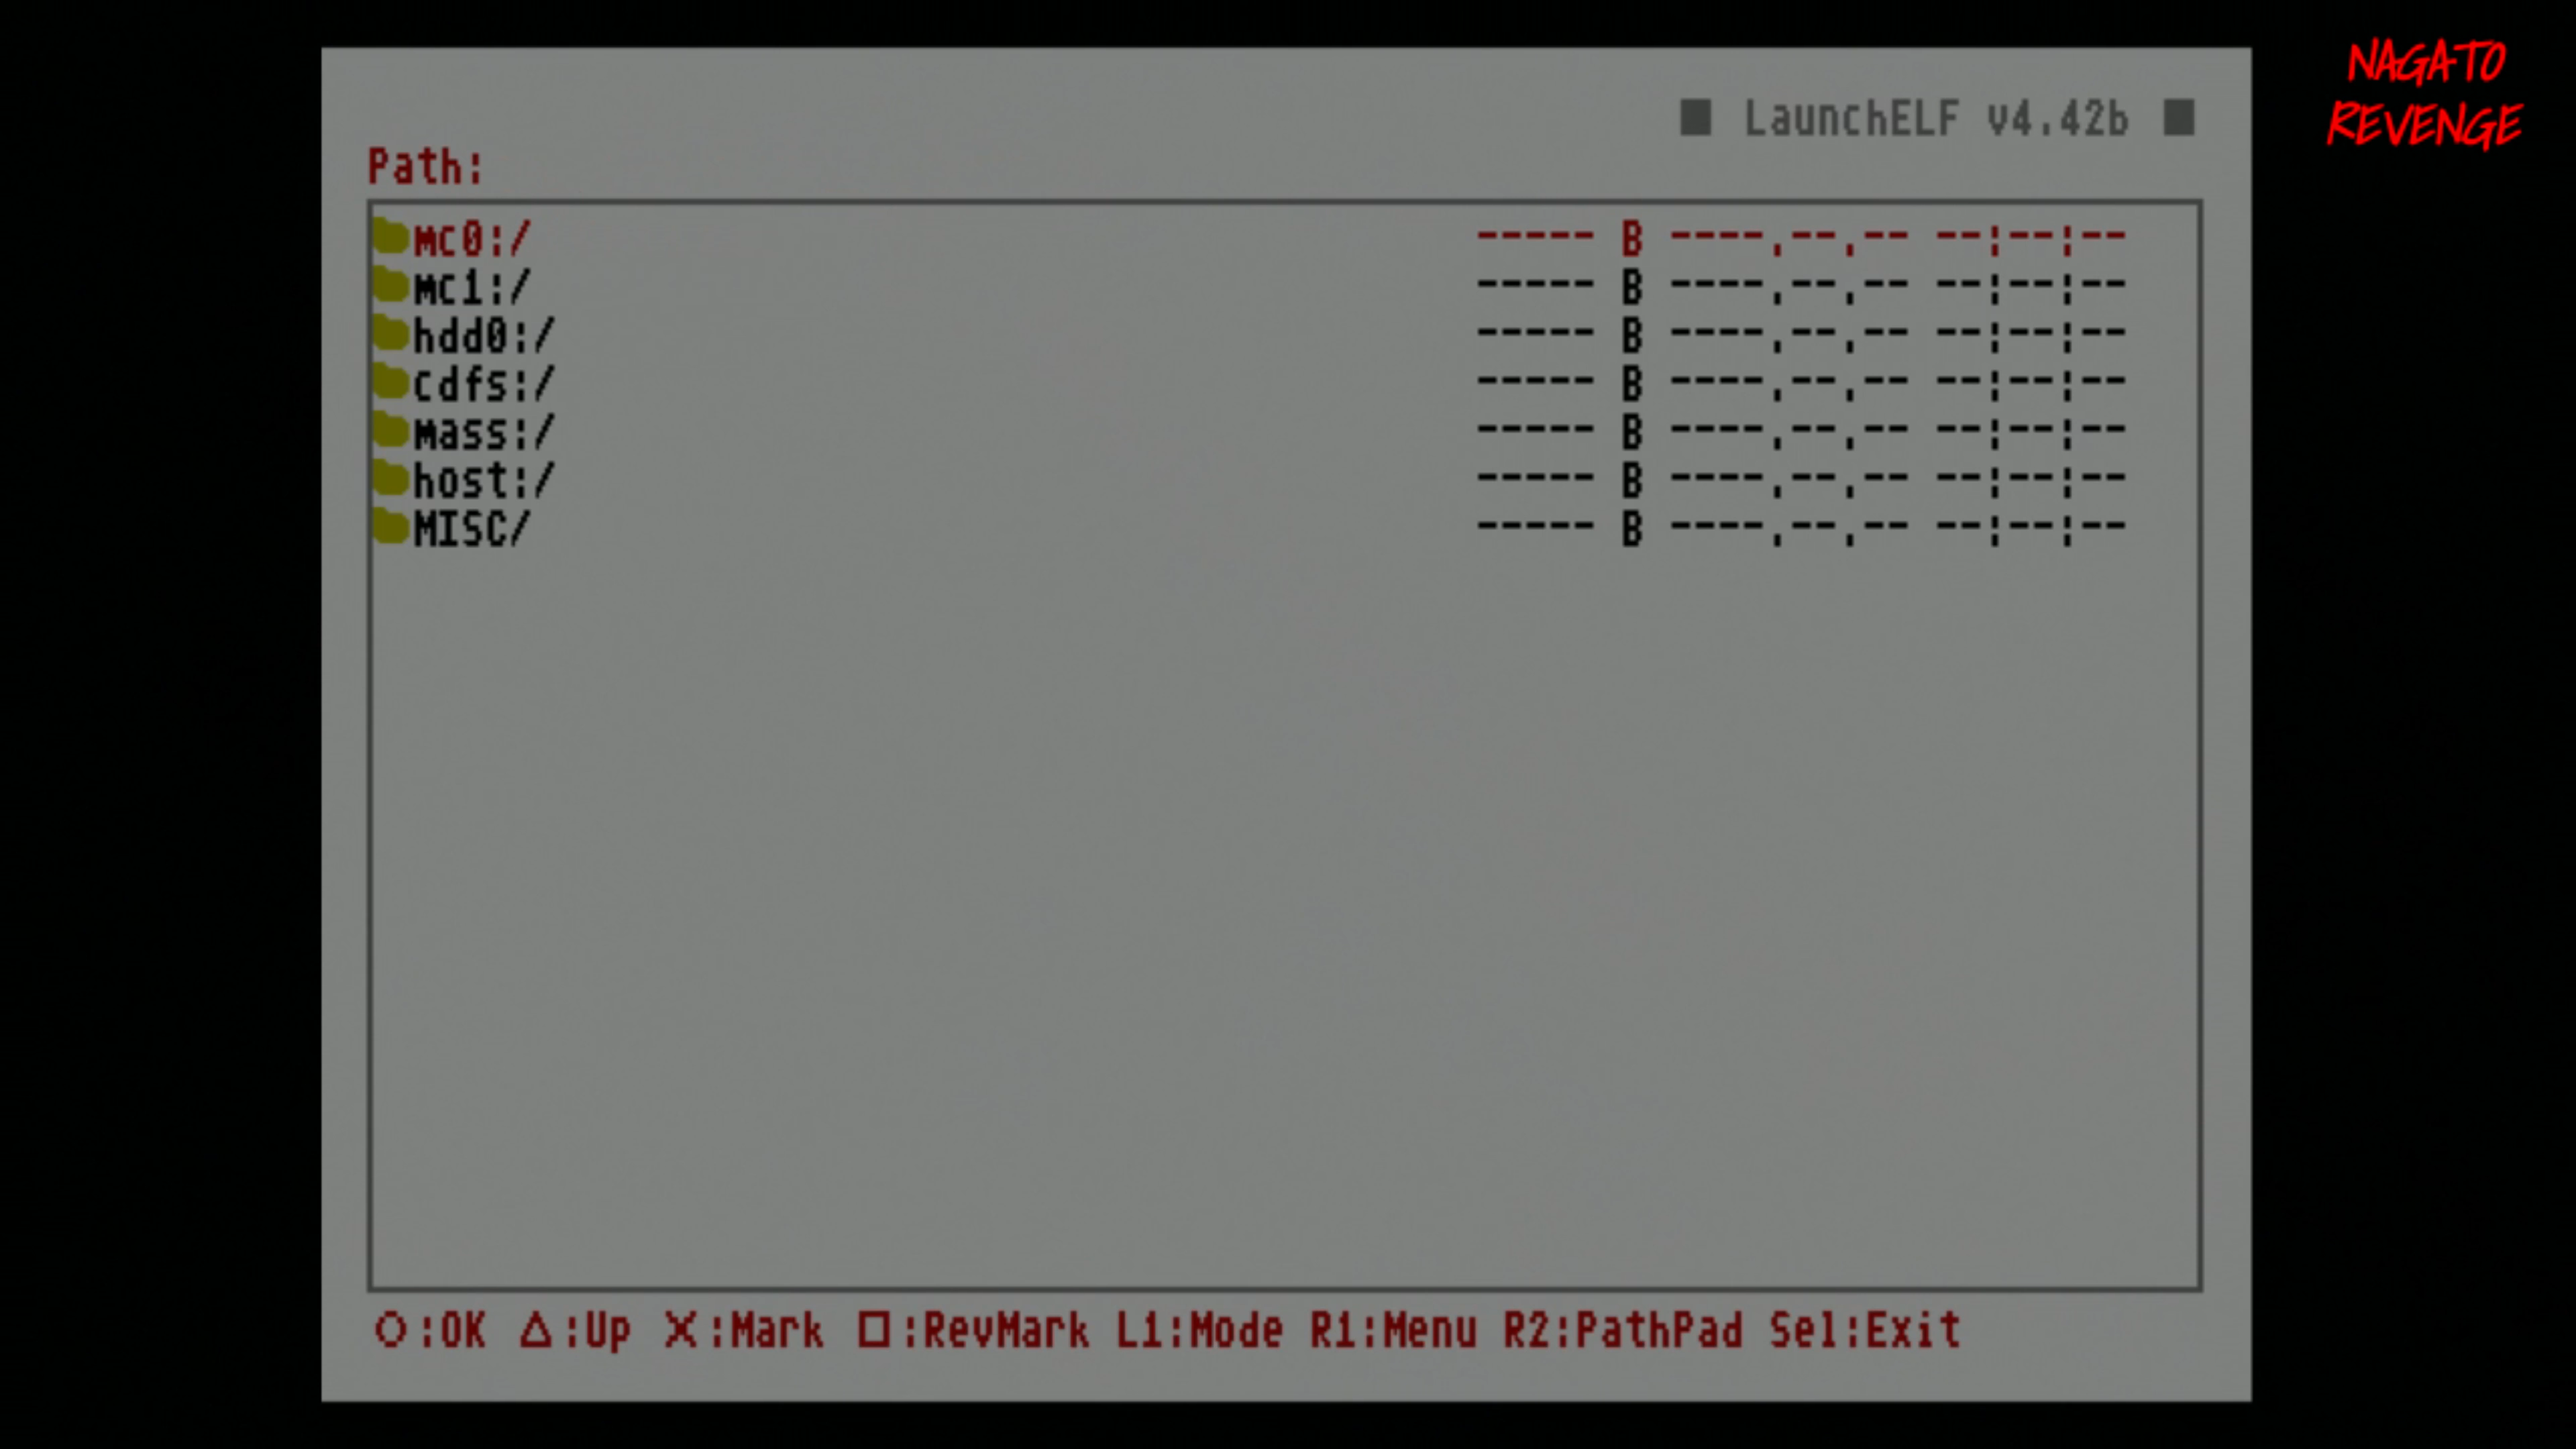 NAGATO
REVENGE
■ LaunchELF v4.42b ■
Path:
mc0:/ ----- B ----.--.-- --:--:--
mc1:/ ----- B ----.--.-- --:--:--
hdd0:/ ----- B ----.--.-- --:--:--
cdfs:/ ----- B ----.--.-- --:--:--
mass:/ ----- B ----.--.-- --:--:--
host:/ ----- B ----.--.-- --:--:--
MISC/ ----- B ----.--.-- --:--:--
○:OK △:Up ✕:Mark □:RevMark L1:Mode R1:Menu R2:PathPad Sel:Exit